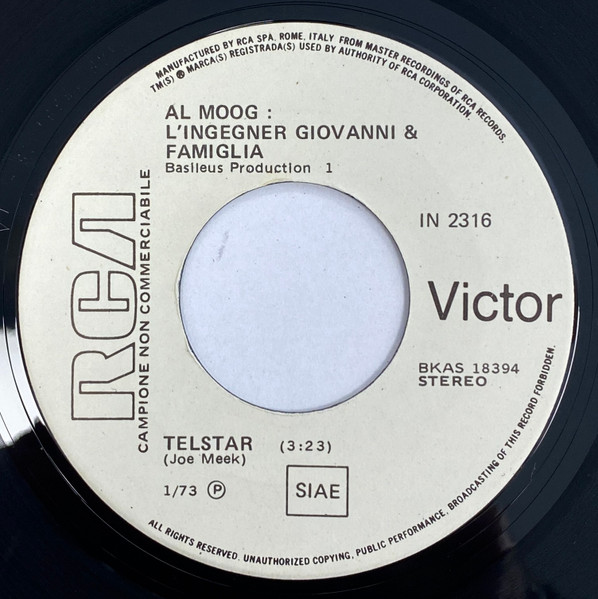 MANUFACTURED BY RCA SPA, ROME, ITALY FROM MASTER RECORDINGS OF RCA RECORDS.
TM(S) ® MARCA(S) REGISTRADA(S) USED BY AUTHORITY OF RCA CORPORATION.
AL MOOG :
L'INGEGNER GIOVANNI &
FAMIGLIA
Basileus Production 1
RCA
CAMPIONE NON COMMERCIABILE
IN 2316
Victor
BKAS 18394
STEREO
TELSTAR (3:23)
(Joe Meek)
1/73 Ⓟ
SIAE
ALL RIGHTS RESERVED. UNAUTHORIZED COPYING, PUBLIC PERFORMANCE, BROADCASTING OF THIS RECORD FORBIDDEN.